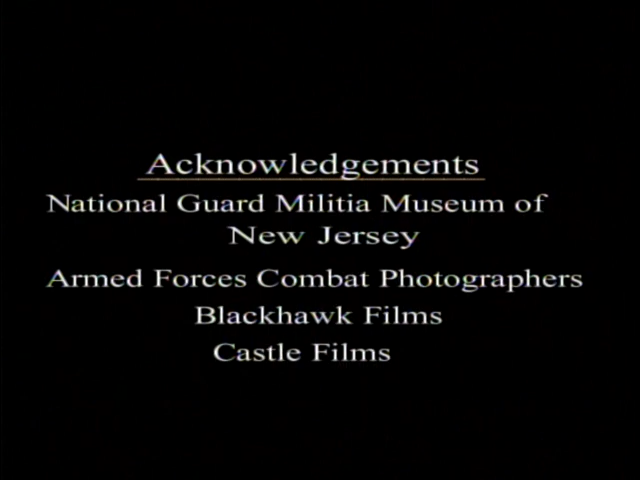 Acknowledgements
National Guard Militia Museum of
New Jersey
Armed Forces Combat Photographers
Blackhawk Films
Castle Films